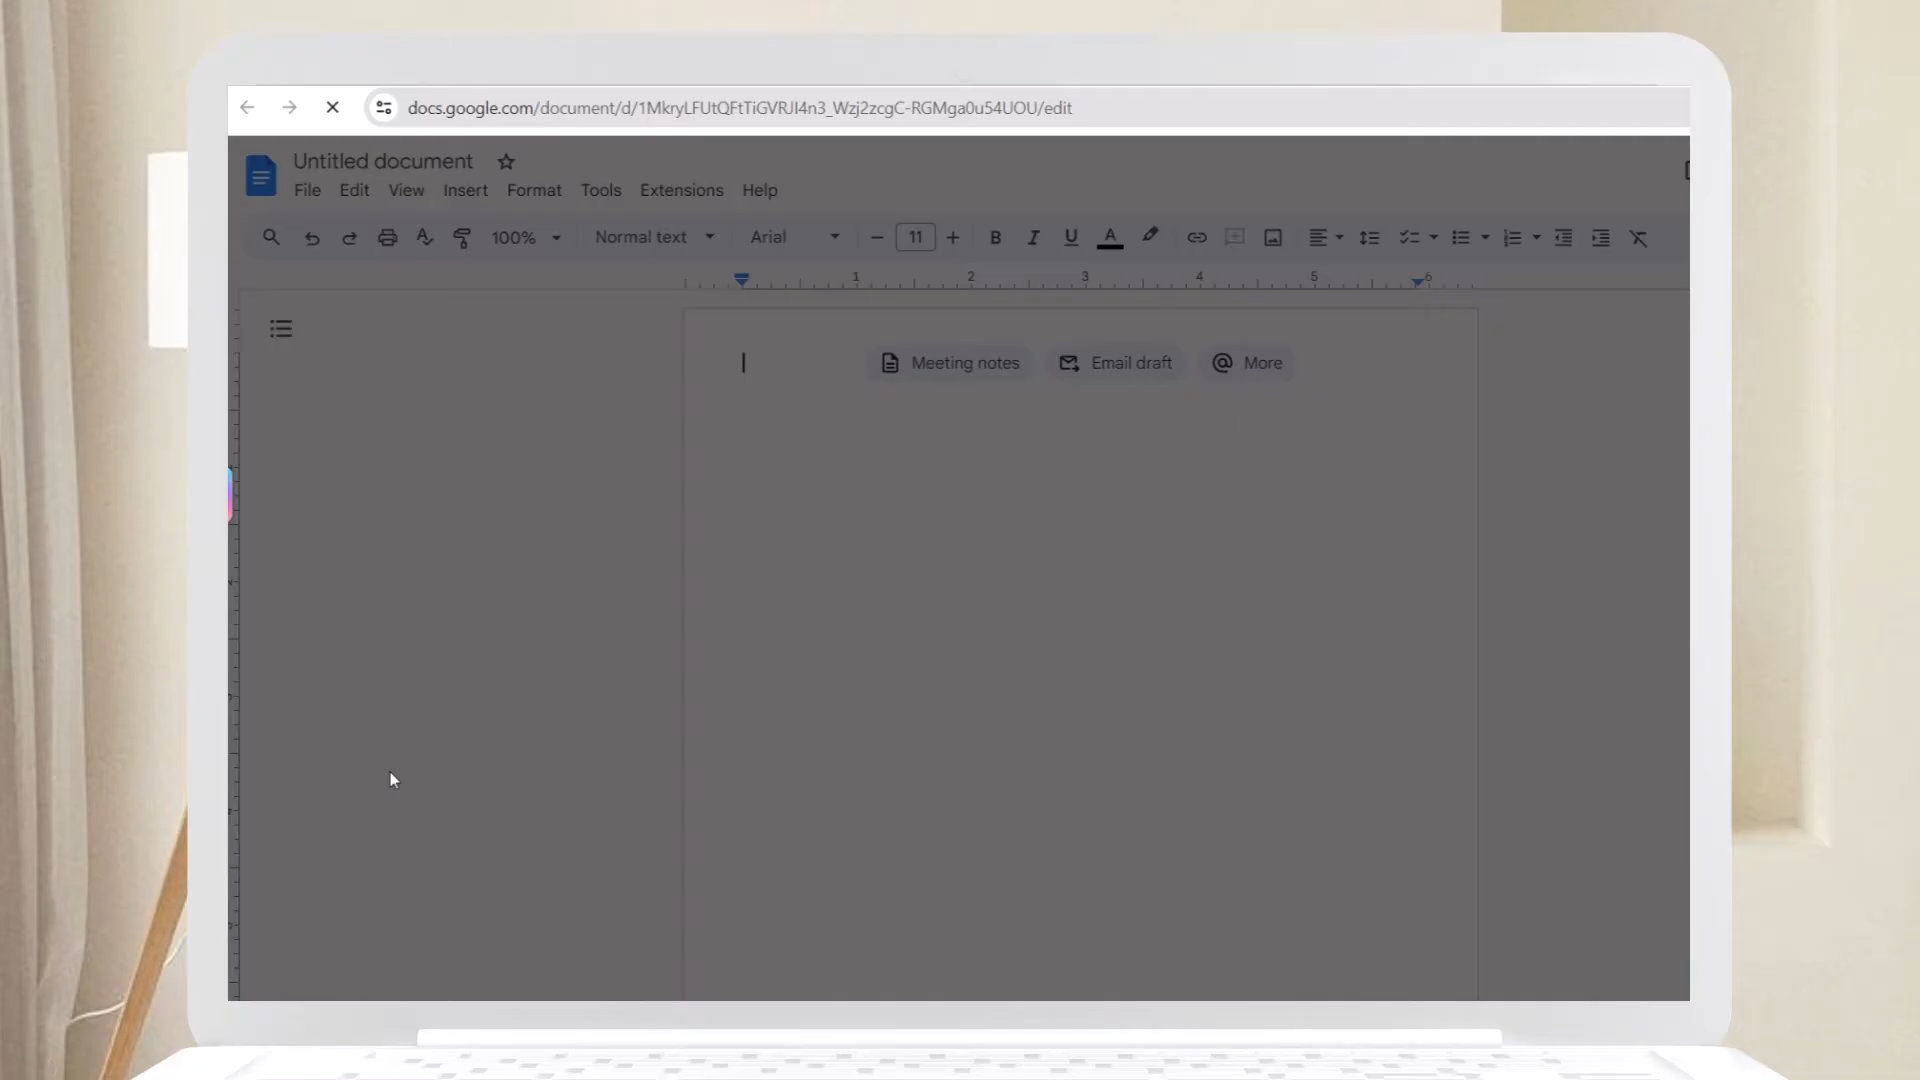 docs.google.com/document/d/1MkryLFUtQFtTiGVRJI4n3_Wzj2zcgC-RGMga0u54UOU/edit
Untitled document
File Edit View Insert Format Tools Extensions Help
100% Normal text Arial 11
1 2 3 4 5 6
Meeting notes Email draft More